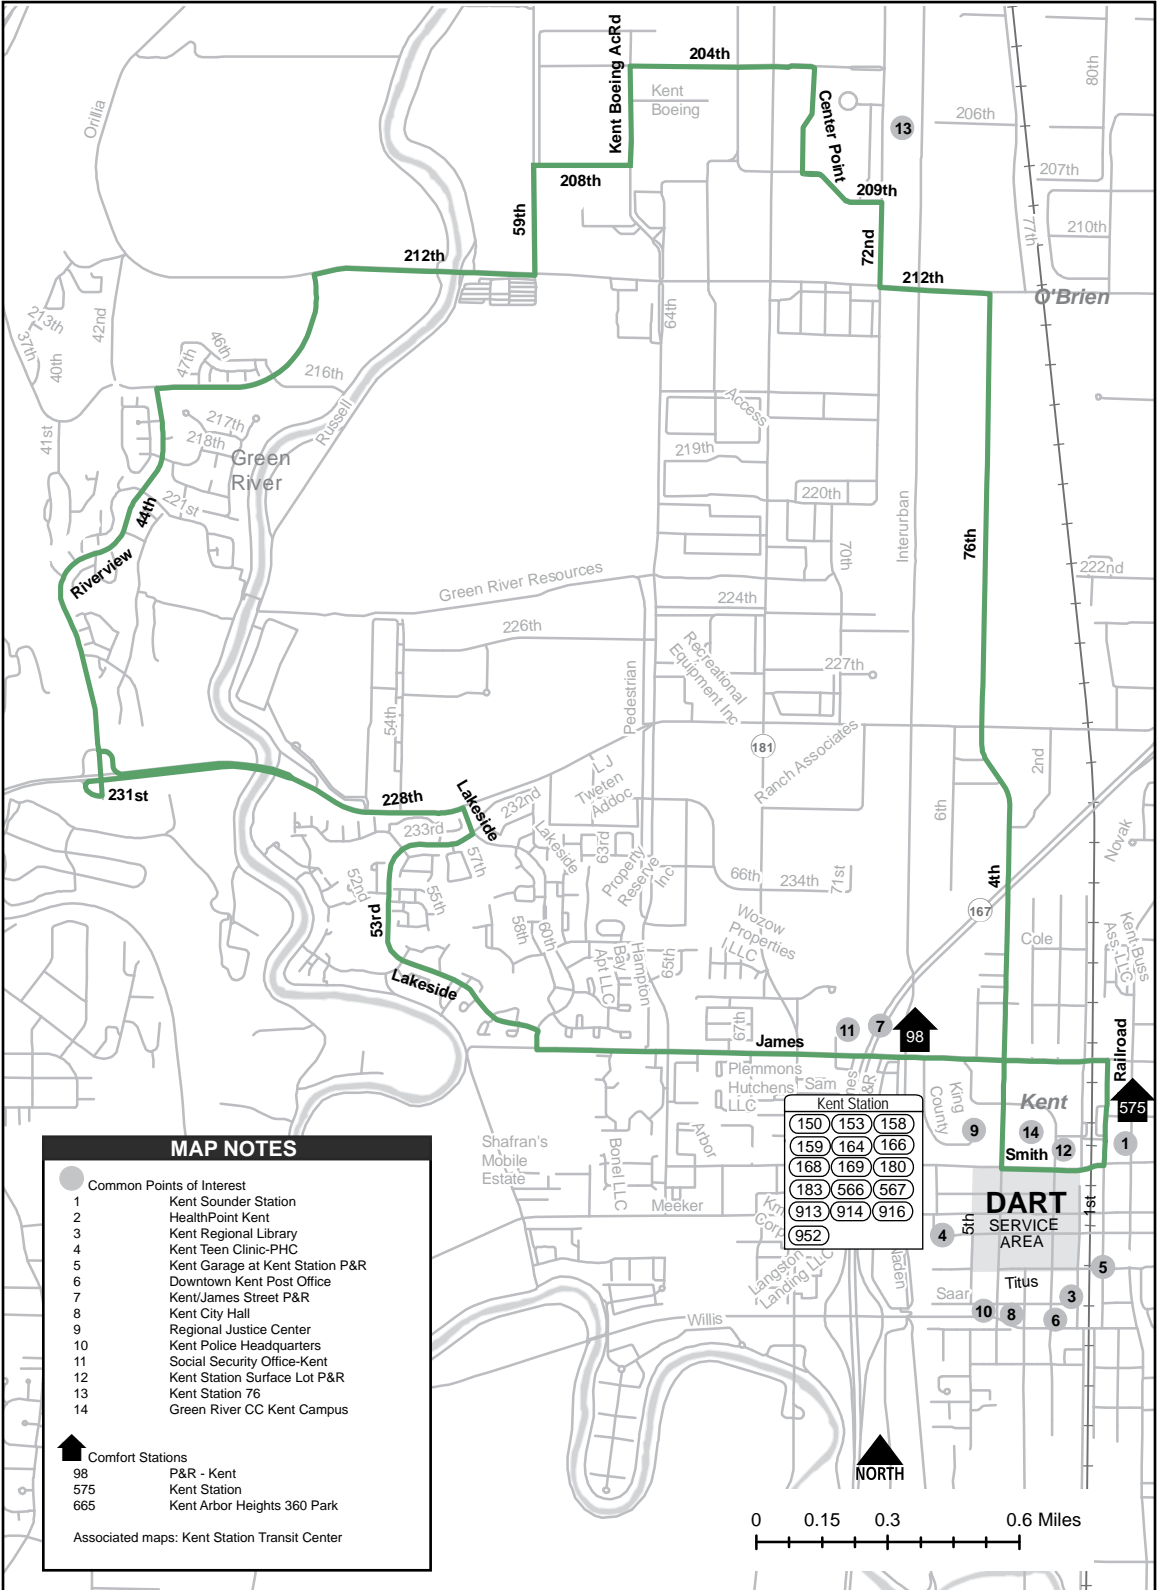 204th
Kent Boeing AcRd
Kent
Boeing
80th
Orillia
Center Point
13
206th
207th
208th
209th
59th
72nd
77th
210th
212th
212th
O'Brien
213th
37th
40th
42nd
64th
47th
46th
216th
Russell
Access
217th
218th
41st
Green
River
219th
220th
44th
221st
Interurban
76th
70th
Riverview
222nd
Green River Resources
224th
226th
Recreational
Equipment Inc
227th
Pedestrian
54th
181
Ranch Associates
2nd
231st
228th
Lakeside
232nd
L J
Tweten
Addoc
6th
233rd
Lakeside
63rd
Novak
57th
Property
Reserve
Inc
66th
234th
71st
4th
52nd
55th
53rd
58th
60th
Wozow
Properties
I LLC
167
Cole
Kent Buss
Ass. LLC
Bay
Apt LLC
Hampton
65th
Lakeside
67th
11
7
98
James
Railroad
Plemmons
Hutchens
LLC
Sam
P&R
King
County
Kent
575
Kent Station
150 153 158
159 164 166
168 169 180
183 566 567
913 914 916
952
9
14
12
1
Smith
Shafran's
Mobile
Estate
Bonel LLC
Arbor
Meeker
DART
SERVICE
AREA
5th
1st
4
Langston
Landing LLC
Naden
5
Titus
Saar
3
10
8
6
Willis
MAP NOTES
Common Points of Interest
1 Kent Sounder Station
2 HealthPoint Kent
3 Kent Regional Library
4 Kent Teen Clinic-PHC
5 Kent Garage at Kent Station P&R
6 Downtown Kent Post Office
7 Kent/James Street P&R
8 Kent City Hall
9 Regional Justice Center
10 Kent Police Headquarters
11 Social Security Office-Kent
12 Kent Station Surface Lot P&R
13 Kent Station 76
14 Green River CC Kent Campus
Comfort Stations
98 P&R - Kent
575 Kent Station
665 Kent Arbor Heights 360 Park
Associated maps: Kent Station Transit Center
NORTH
0 0.15 0.3 0.6 Miles